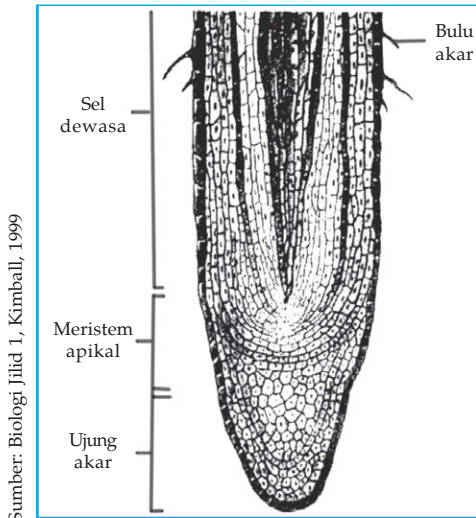 Bulu
akar
Sel
dewasa
Meristem
apikal
Ujung
akar
Sumber: Biologi Jilid 1, Kimball, 1999